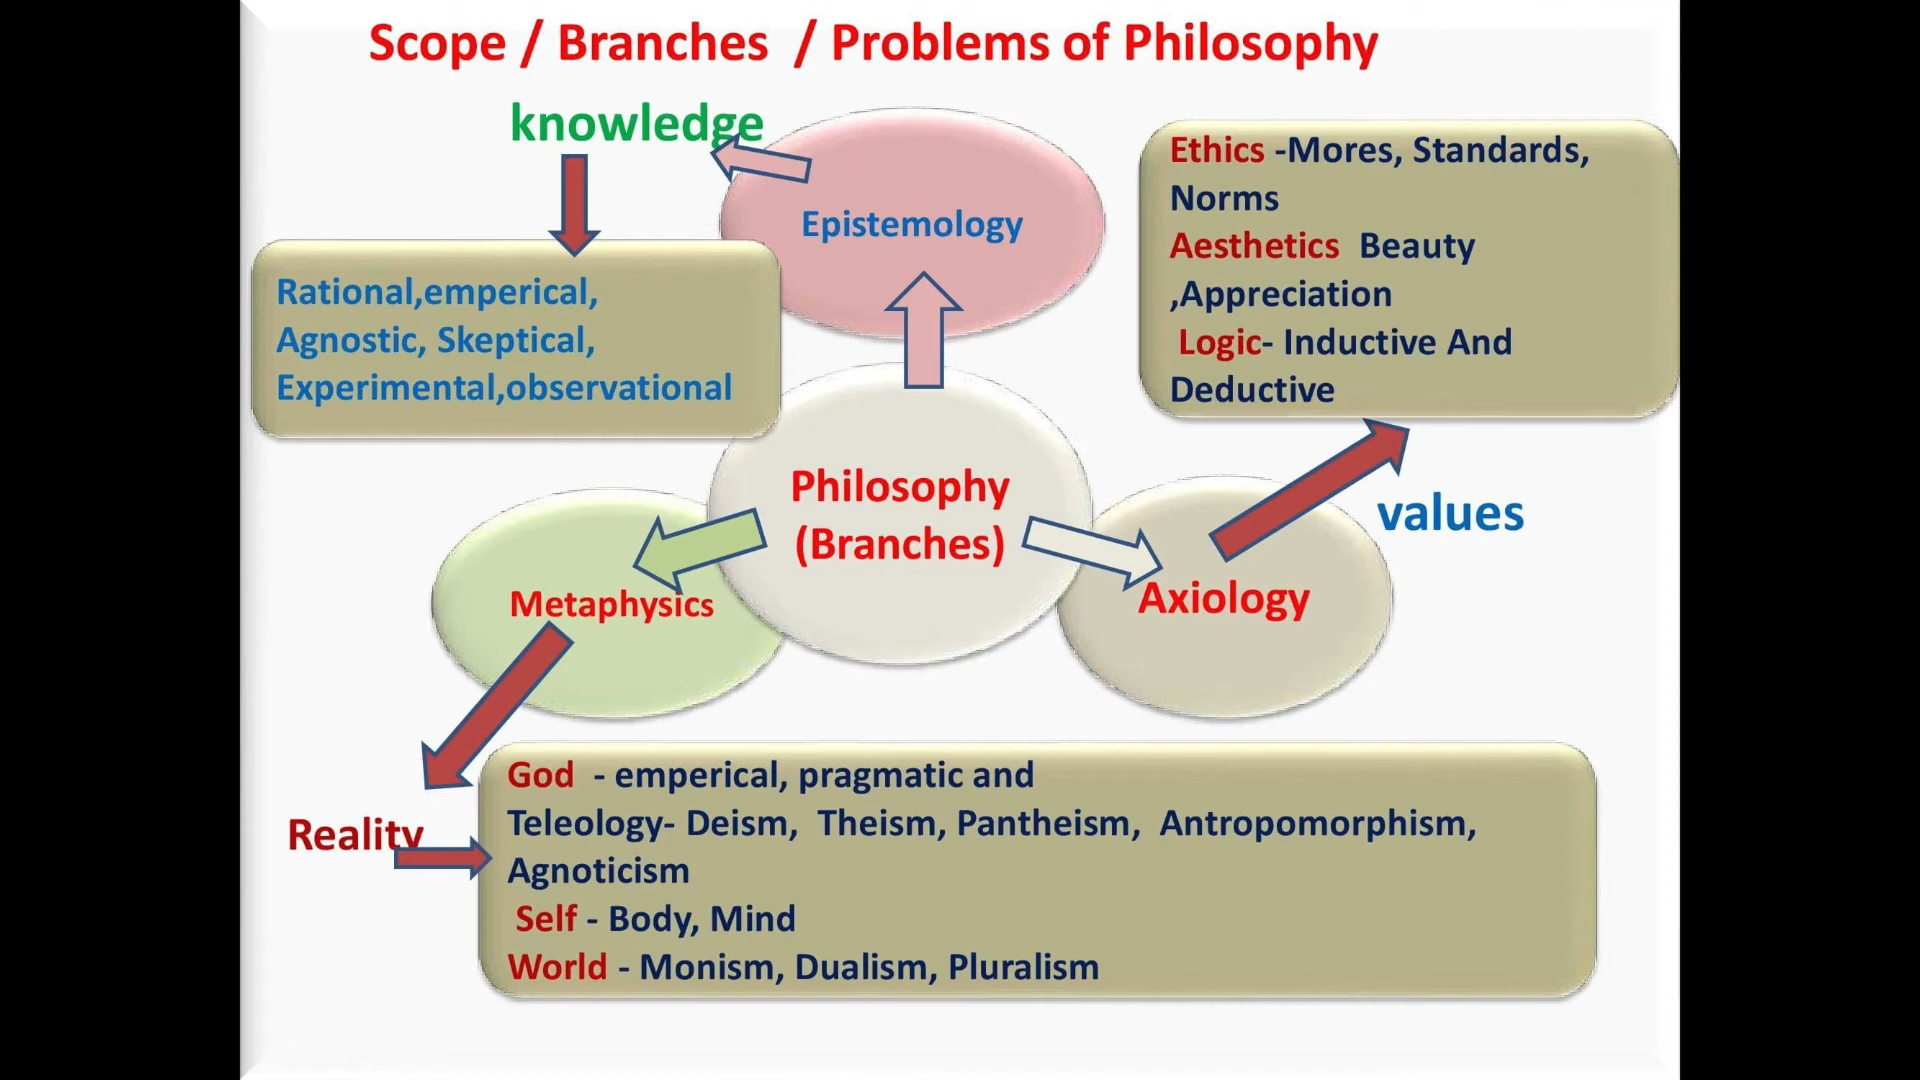 Scope / Branches / Problems of Philosophy
knowledge
Epistemology
Rational,emperical,
Agnostic, Skeptical,
Experimental,observational
Ethics -Mores, Standards,
Norms
Aesthetics Beauty
,Appreciation
Logic- Inductive And
Deductive
Philosophy
(Branches)
values
Metaphysics
Axiology
Reality
God - emperical, pragmatic and
Teleology- Deism, Theism, Pantheism, Antropomorphism,
Agnoticism
Self - Body, Mind
World - Monism, Dualism, Pluralism